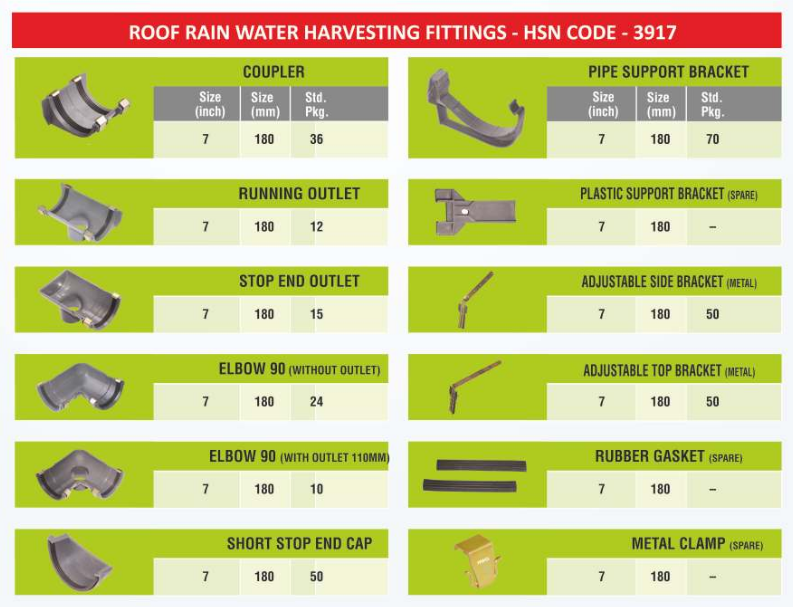 ROOF RAIN WATER HARVESTING FITTINGS - HSN CODE - 3917
COUPLER
Size (inch) Size (mm) Std. Pkg.
7 180 36
RUNNING OUTLET
7 180 12
STOP END OUTLET
7 180 15
ELBOW 90 (WITHOUT OUTLET)
7 180 24
ELBOW 90 (WITH OUTLET 110MM)
7 180 10
SHORT STOP END CAP
7 180 50
PIPE SUPPORT BRACKET
Size (inch) Size (mm) Std. Pkg.
7 180 70
PLASTIC SUPPORT BRACKET (SPARE)
7 180 –
ADJUSTABLE SIDE BRACKET (METAL)
7 180 50
ADJUSTABLE TOP BRACKET (METAL)
7 180 50
RUBBER GASKET (SPARE)
7 180 –
METAL CLAMP (SPARE)
7 180 –